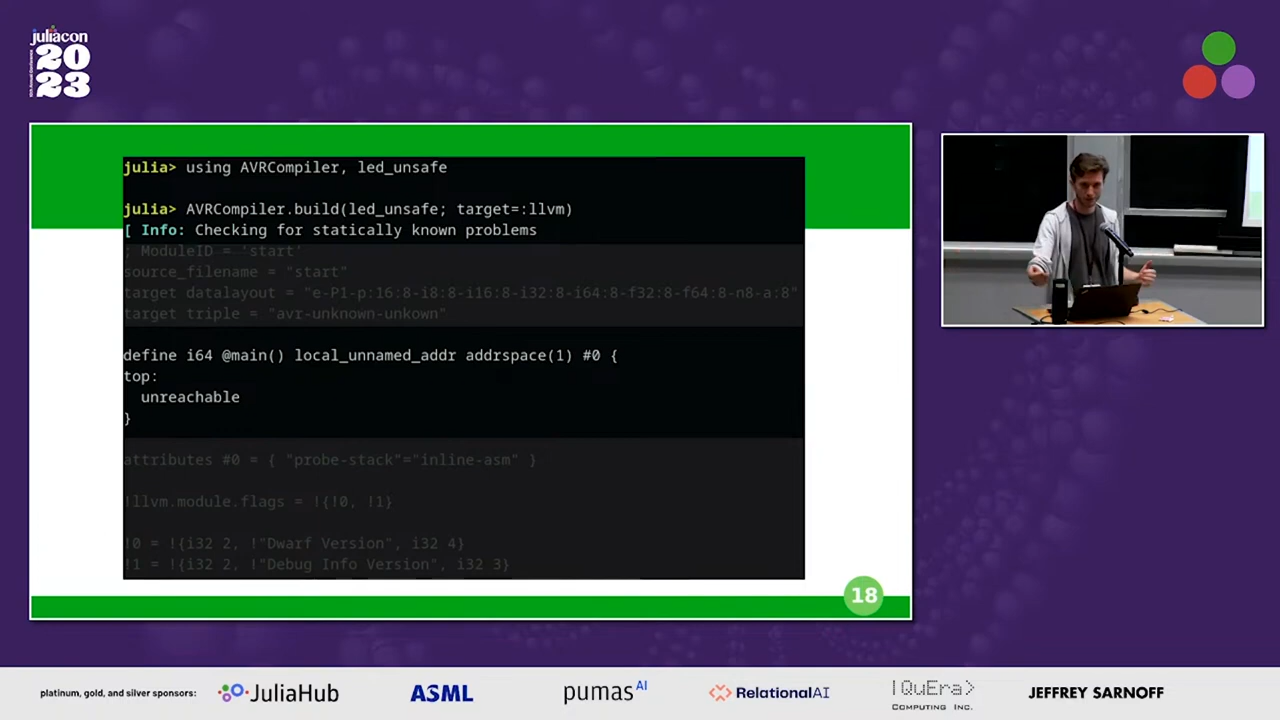 juliacon
2023
julia> using AVRCompiler, led_unsafe
julia> AVRCompiler.build(led_unsafe; target=:llvm)
[ Info: Checking for statically known problems
; ModuleID = 'start'
source_filename = "start"
target datalayout = "e-P1-p:16:8-i8:8-i16:8-i32:8-i64:8-f32:8-f64:8-n8-a:8"
target triple = "avr-unknown-unkown"
define i64 @main() local_unnamed_addr addrspace(1) #0 {
top:
unreachable
}
attributes #0 = { "probe-stack"="inline-asm" }
!llvm.module.flags = !{!0, !1}
!0 = !{i32 2, !"Dwarf Version", i32 4}
!1 = !{i32 2, !"Debug Info Version", i32 3}
18
platinum, gold, and silver sponsors:
JuliaHub
ASML
pumasAI
RelationalAI
|QuEra>
COMPUTING INC.
JEFFREY SARNOFF